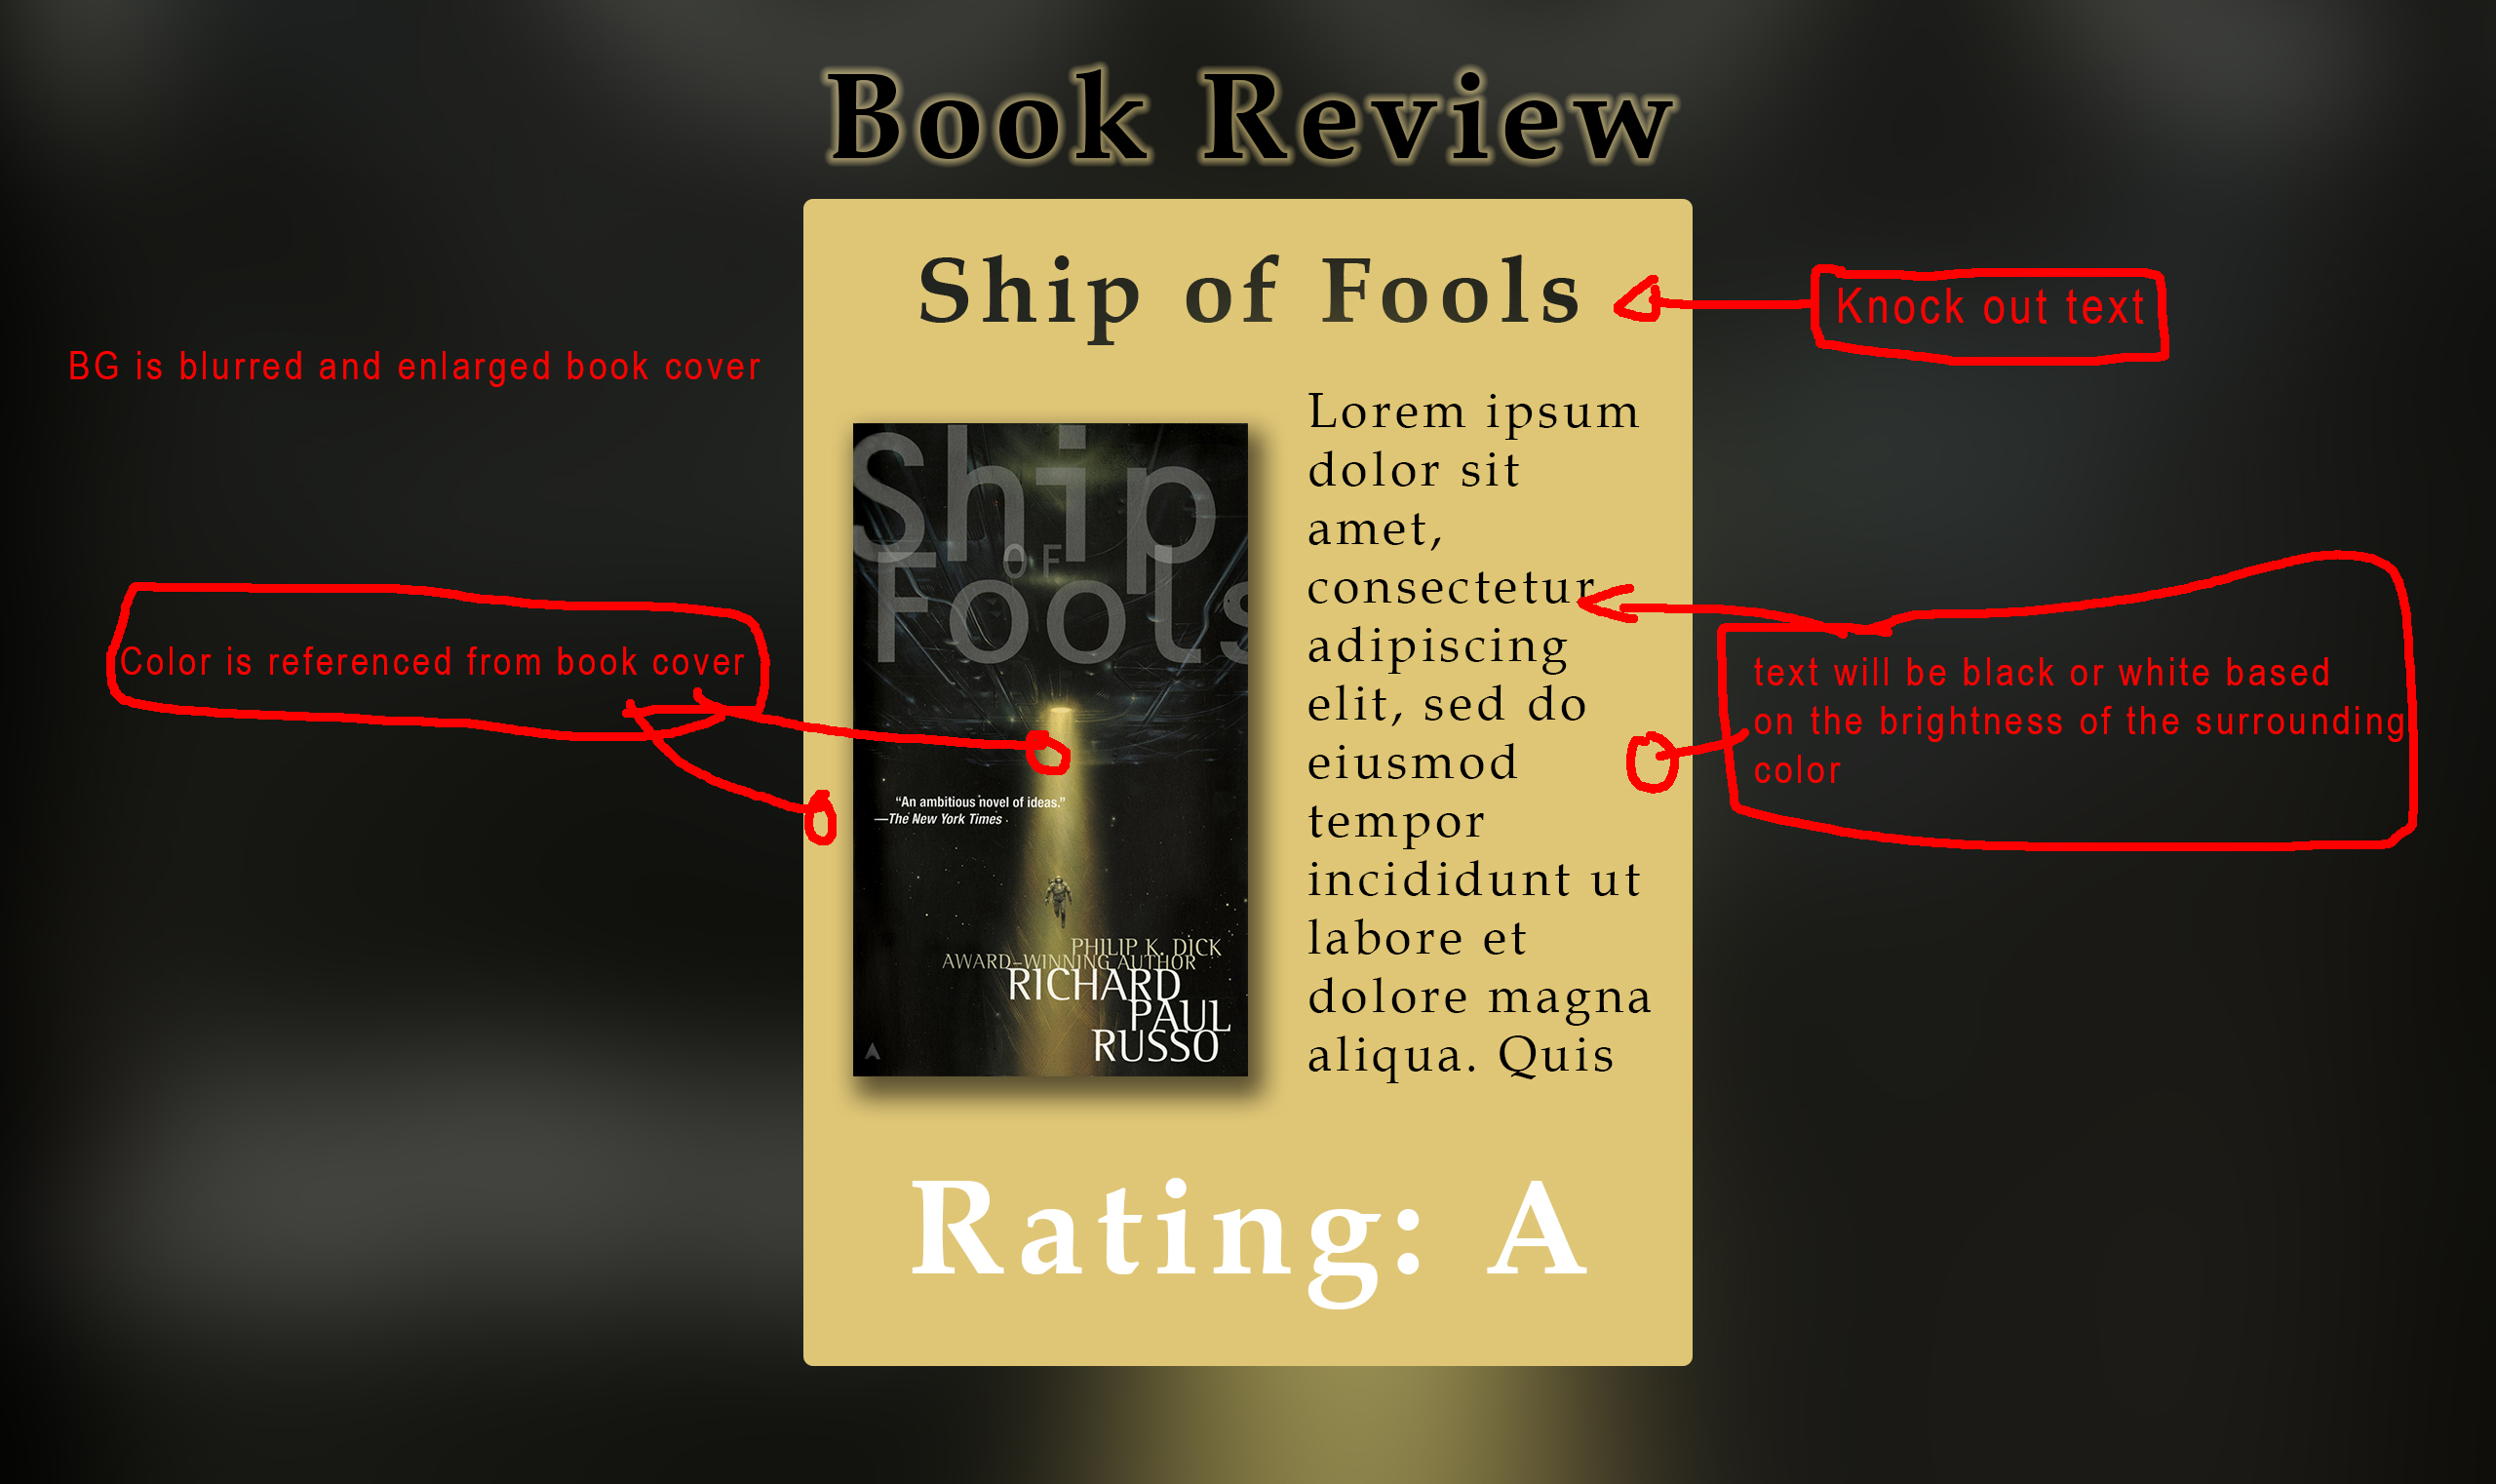 Book Review
Ship of Fools
Knock out text
BG is blurred and enlarged book cover
Color is referenced from book cover
Ship
OF
Fools
“An ambitious novel of ideas.”
—The New York Times
PHILIP K. DICK
AWARD–WINNING AUTHOR
RICHARD
PAUL
RUSSO
Lorem ipsum
dolor sit
amet,
consectetur
adipiscing
elit, sed do
eiusmod
tempor
incididunt ut
labore et
dolore magna
aliqua. Quis
text will be black or white based
on the brightness of the surrounding
color
Rating: A